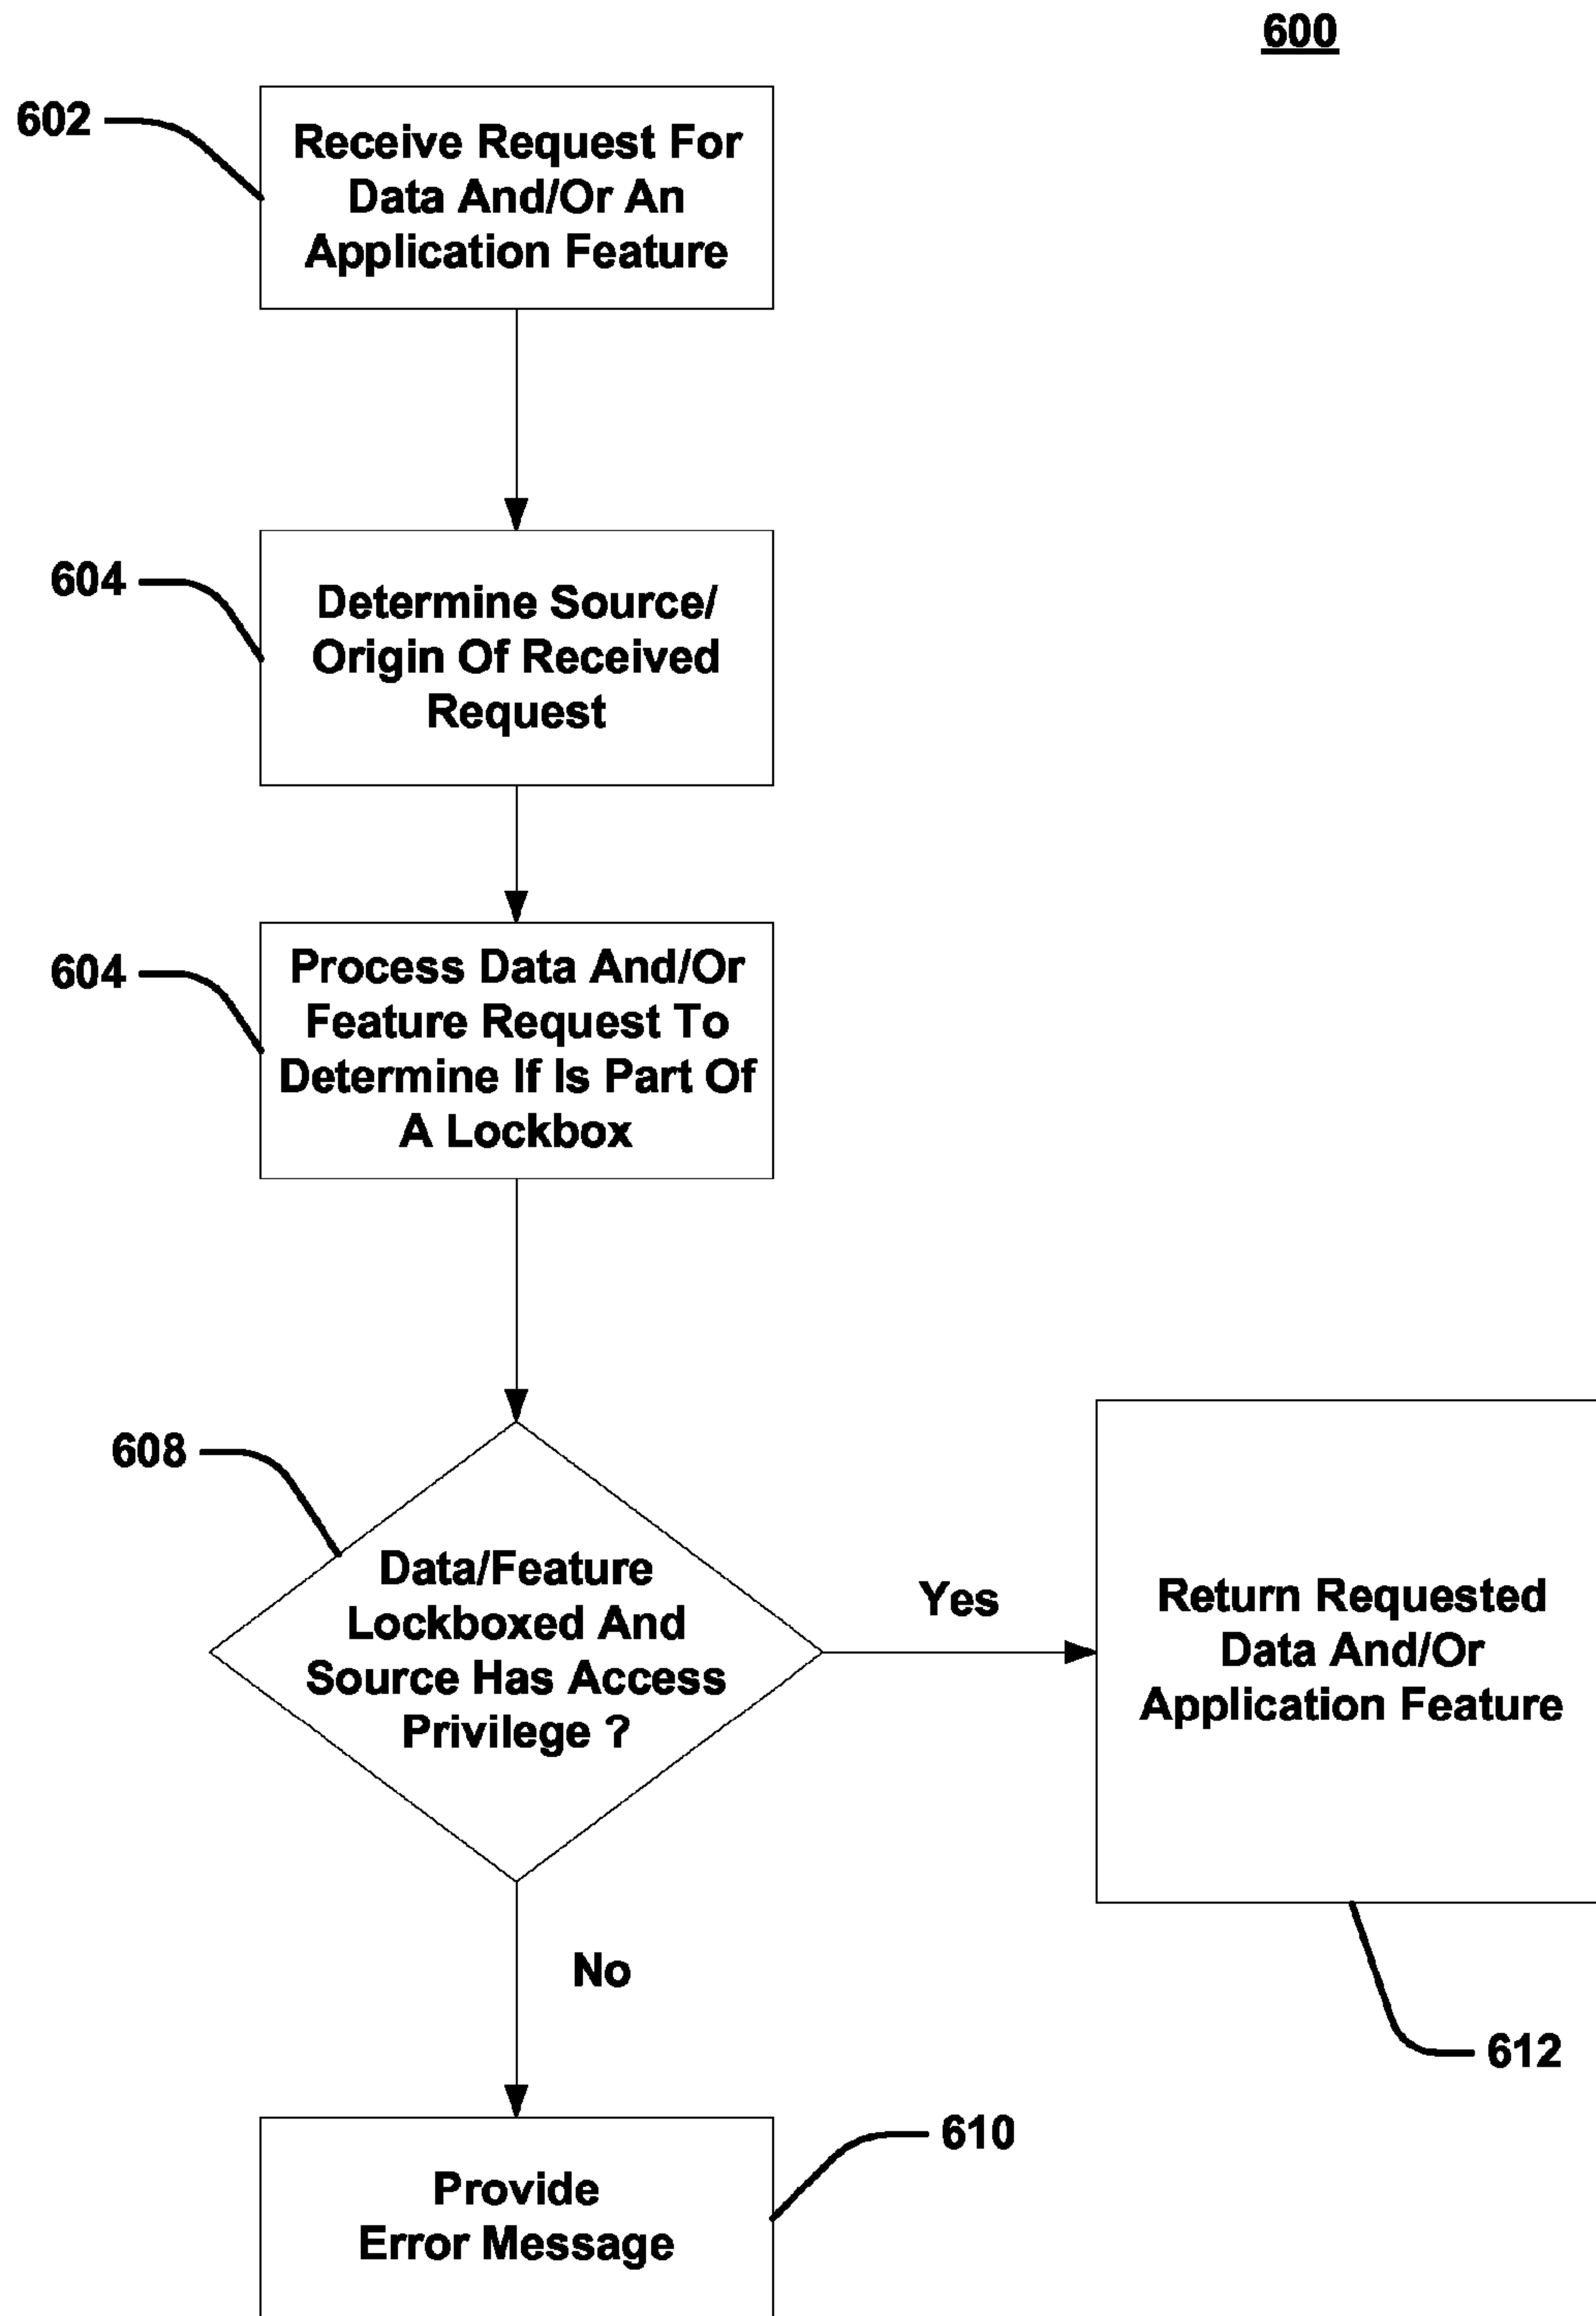 600
602
Receive Request For
Data And/Or An
Application Feature
604
Determine Source/
Origin Of Received
Request
604
Process Data And/Or
Feature Request To
Determine If Is Part Of
A Lockbox
608
Data/Feature
Lockboxed And
Source Has Access
Privilege ?
Yes
Return Requested
Data And/Or
Application Feature
612
No
610
Provide
Error Message